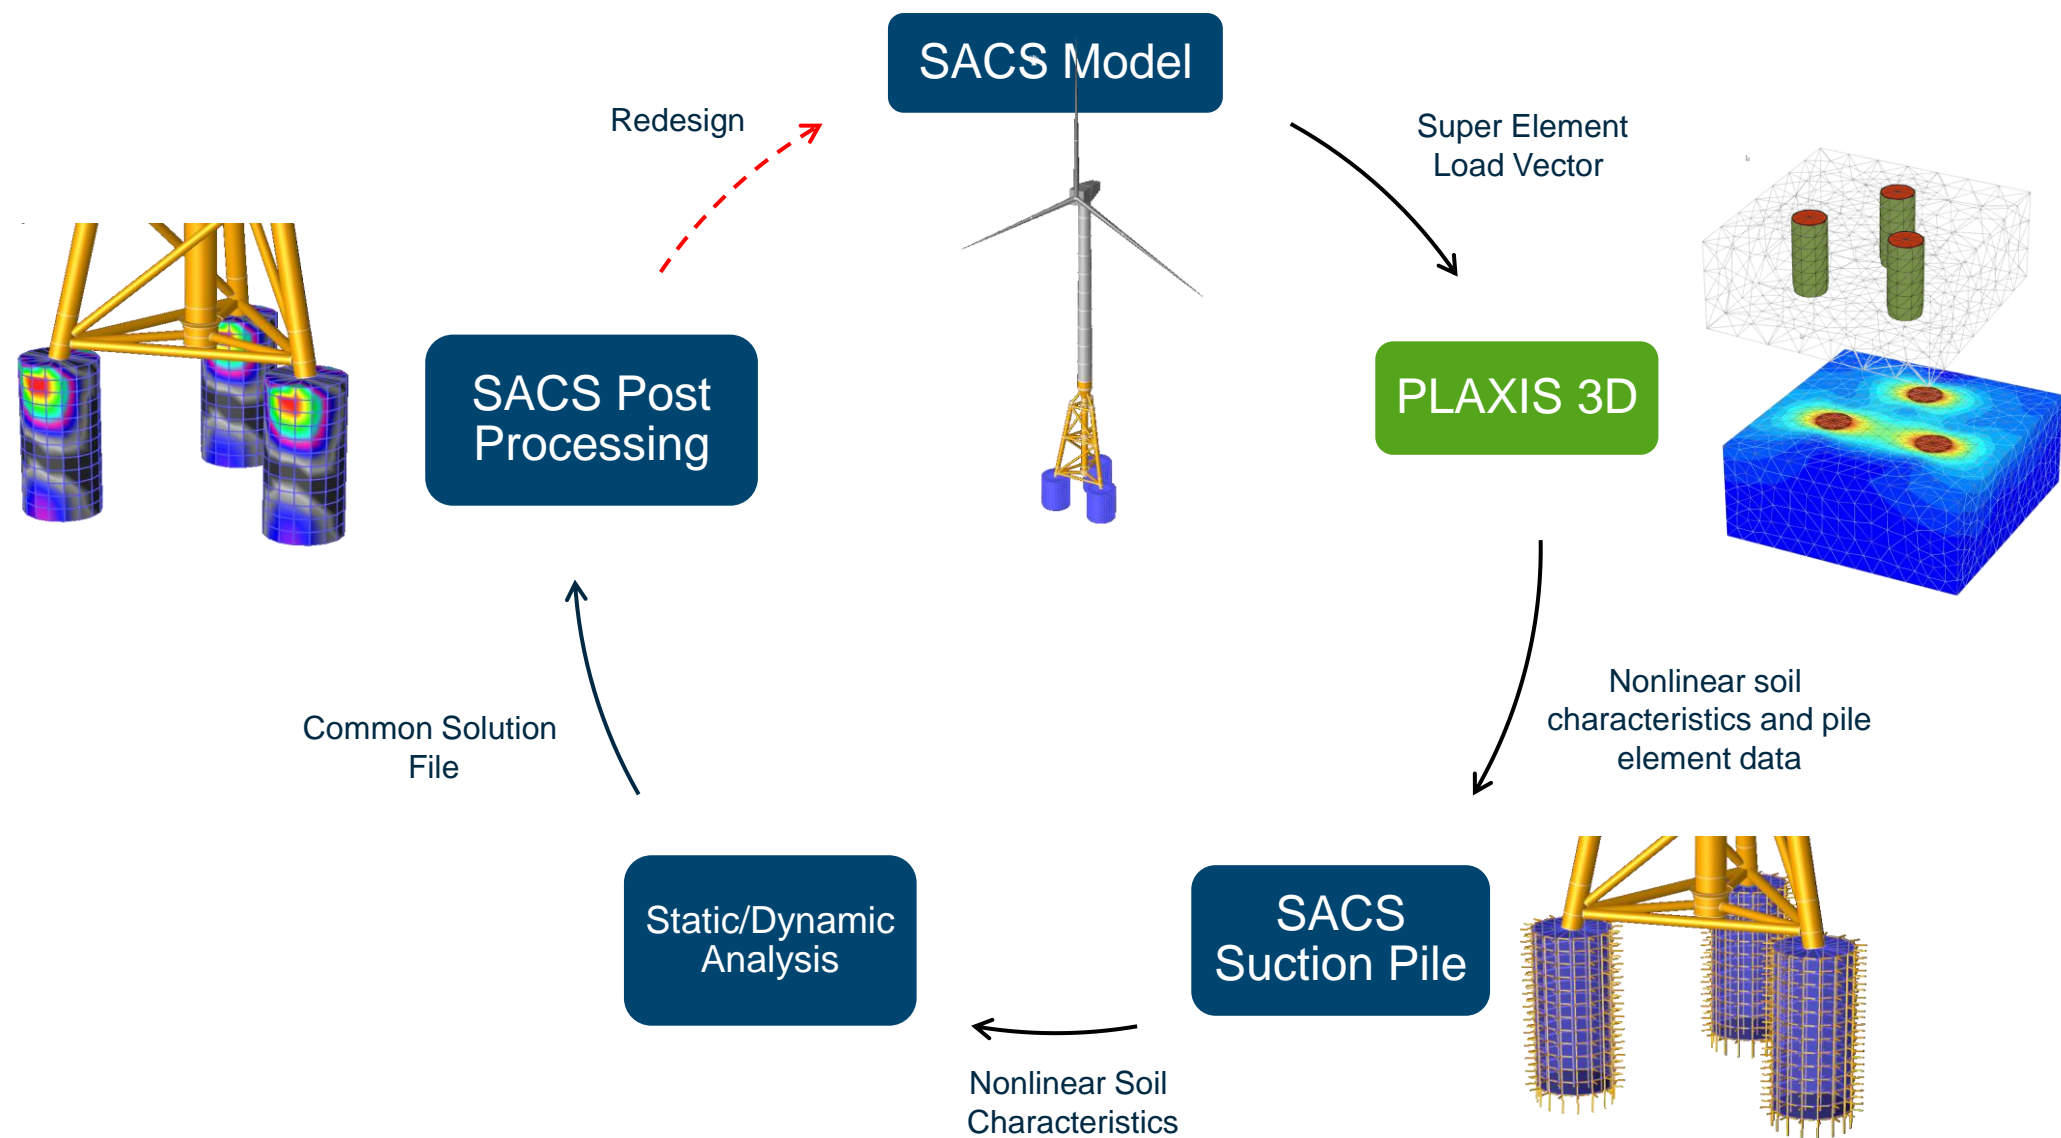 SACS Model
Redesign
Super Element
Load Vector
SACS Post
Processing
PLAXIS 3D
Nonlinear soil
characteristics and pile
element data
Common Solution
File
Static/Dynamic
Analysis
SACS
Suction Pile
Nonlinear Soil
Characteristics